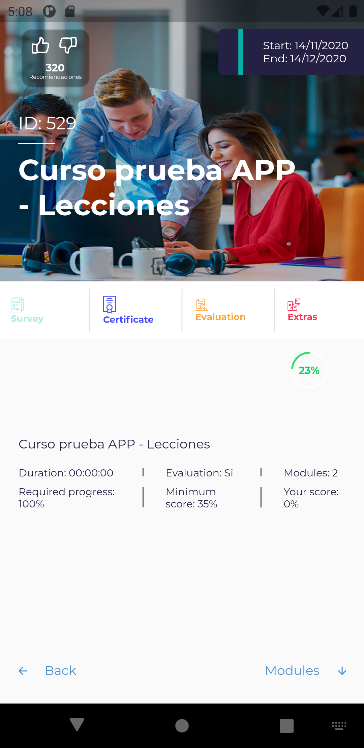 5:08
Start: 14/11/2020
End: 14/12/2020
320
Recomendaciones
ID: 529
Curso prueba APP
- Lecciones
Survey
Certificate
Evaluation
Extras
23%
Curso prueba APP - Lecciones
Duration: 00:00:00
Evaluation: Si
Modules: 2
Required progress:
100%
Minimum
score: 35%
Your score:
0%
Back
Modules